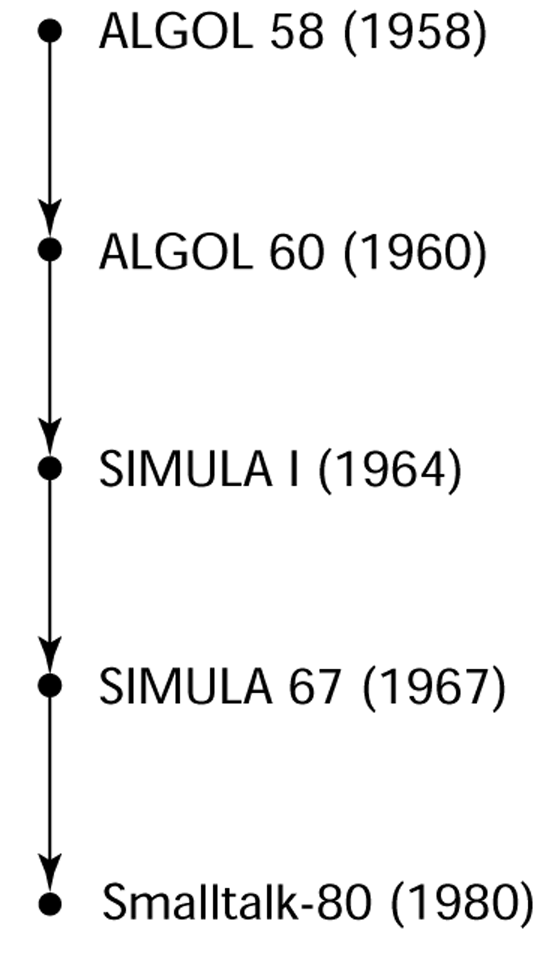 ALGOL 58 (1958)
ALGOL 60 (1960)
SIMULA I (1964)
SIMULA 67 (1967)
Smalltalk-80 (1980)